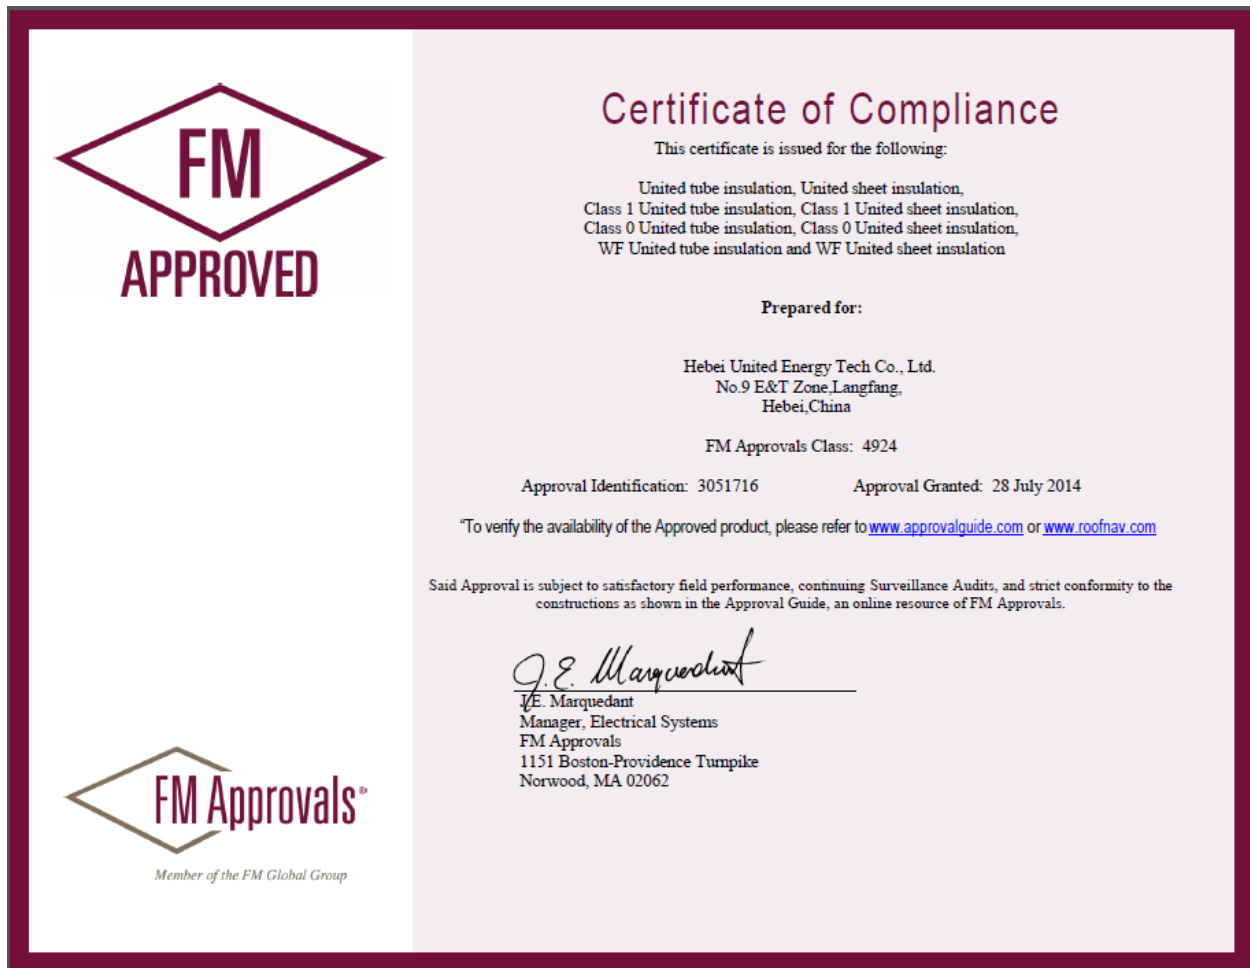 FM
APPROVED
Certificate of Compliance
This certificate is issued for the following:
United tube insulation, United sheet insulation,
Class 1 United tube insulation, Class 1 United sheet insulation,
Class 0 United tube insulation, Class 0 United sheet insulation,
WF United tube insulation and WF United sheet insulation
Prepared for:
Hebei United Energy Tech Co., Ltd.
No.9 E&T Zone,Langfang,
Hebei,China
FM Approvals Class: 4924
Approval Identification: 3051716 Approval Granted: 28 July 2014
“To verify the availability of the Approved product, please refer to www.approvalguide.com or www.roofnav.com
Said Approval is subject to satisfactory field performance, continuing Surveillance Audits, and strict conformity to the
constructions as shown in the Approval Guide, an online resource of FM Approvals.
J.E. Marquedant
J.E. Marquedant
Manager, Electrical Systems
FM Approvals
1151 Boston-Providence Turnpike
Norwood, MA 02062
FM Approvals®
Member of the FM Global Group